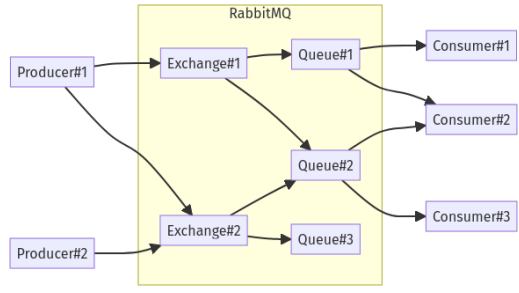 RabbitMQ
Producer#1
Exchange#1
Queue#1
Consumer#1
Consumer#2
Queue#2
Producer#2
Exchange#2
Queue#3
Consumer#3